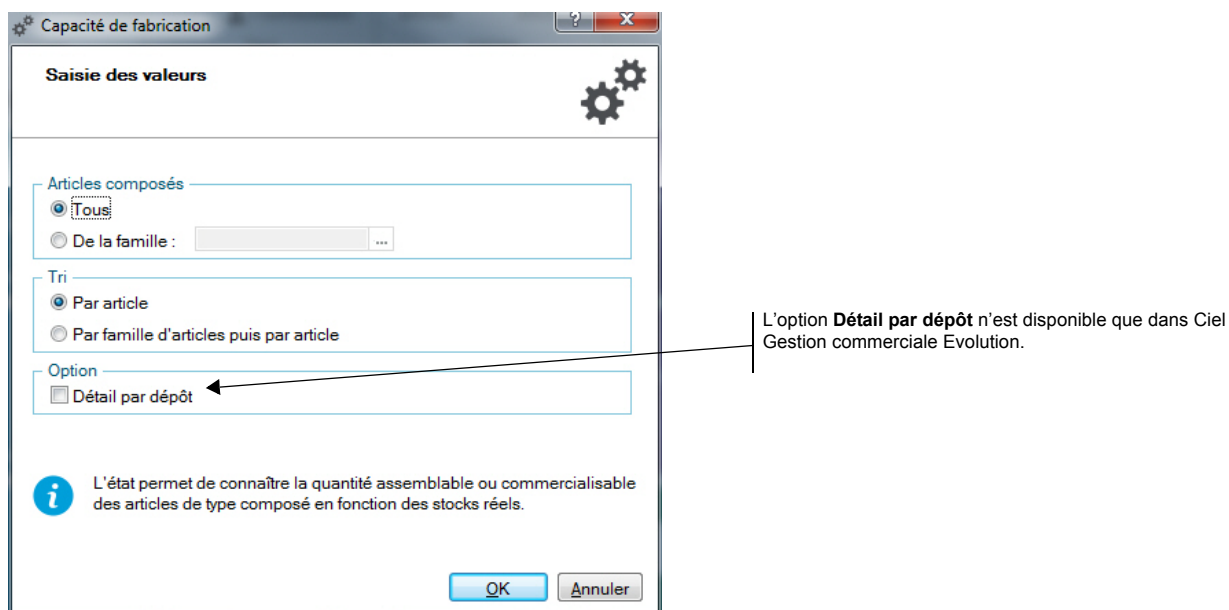 Capacité de fabrication
?
X
Saisie des valeurs
Articles composés
Tous
De la famille :
...
Tri
Par article
Par famille d'articles puis par article
Option
Détail par dépôt
L'option Détail par dépôt n'est disponible que dans Ciel
Gestion commerciale Evolution.
i
L'état permet de connaître la quantité assemblable ou commercialisable
des articles de type composé en fonction des stocks réels.
OK
Annuler